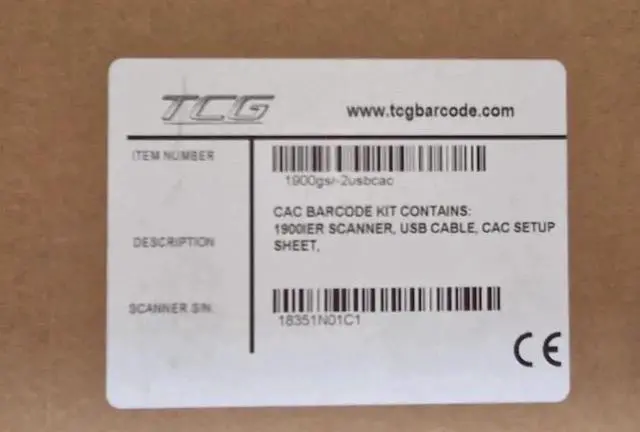 TCG www.tcgbarcode.com
ITEM NUMBER
1900gsr-2usbcac
CAC BARCODE KIT CONTAINS:
1900IER SCANNER, USB CABLE, CAC SETUP
DESCRIPTION
SHEET,
SCANNER S/N:
18351N01C1
CE